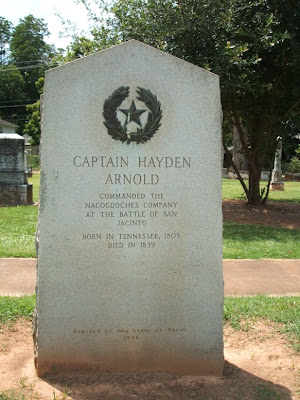 CAPTAIN HAYDEN
ARNOLD
COMMANDED THE
NACOGDOCHES COMPANY
AT THE BATTLE OF SAN
JACINTO
BORN IN TENNESSEE, 1805
DIED IN 1839
Erected by the State of Texas
1936